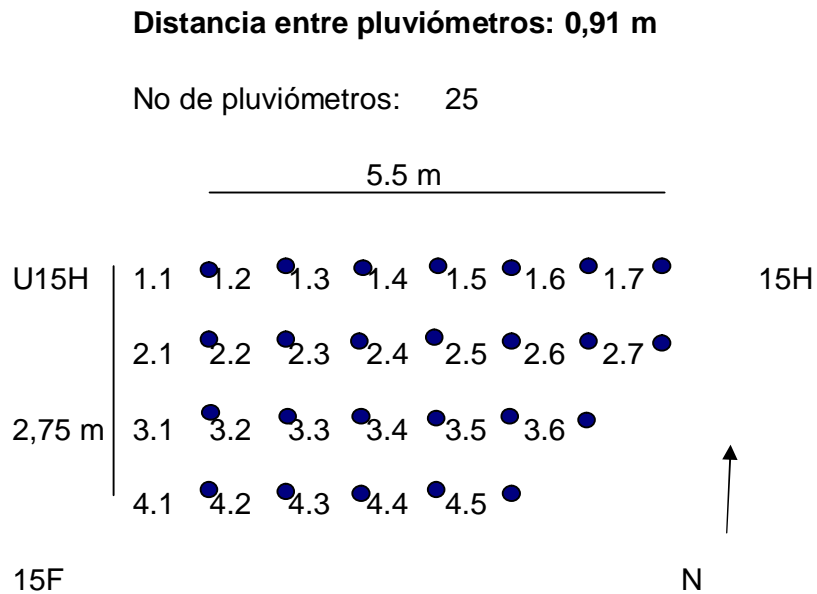 Distancia entre pluviómetros: 0,91 m
No de pluviómetros: 25
5.5 m
U15H 1.1 1.2 1.3 1.4 1.5 1.6 1.7 15H
2.1 2.2 2.3 2.4 2.5 2.6 2.7
2,75 m 3.1 3.2 3.3 3.4 3.5 3.6
4.1 4.2 4.3 4.4 4.5
15F N